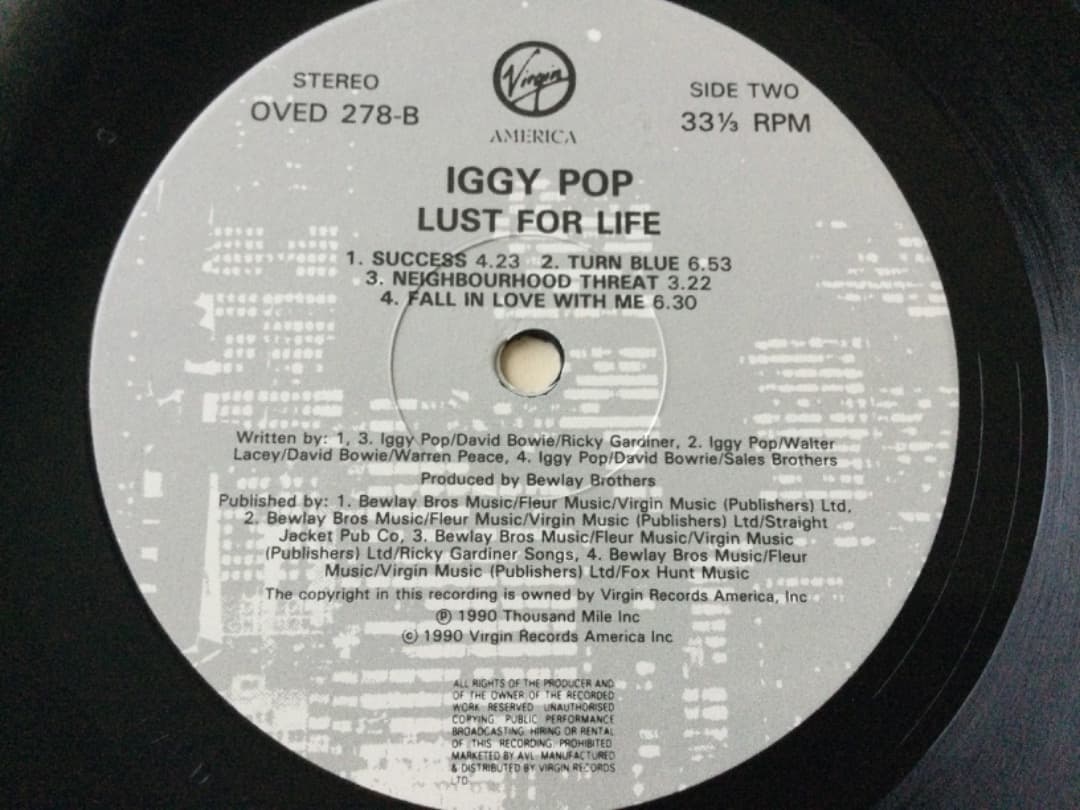 STEREO
OVED 278-B
Virgin
AMERICA
SIDE TWO
33⅓ RPM
IGGY POP
LUST FOR LIFE
1. SUCCESS 4.23 2. TURN BLUE 6.53
3. NEIGHBOURHOOD THREAT 3.22
4. FALL IN LOVE WITH ME 6.30
Written by: 1, 3. Iggy Pop/David Bowie/Ricky Gardiner, 2. Iggy Pop/Walter
Lacey/David Bowie/Warren Peace, 4. Iggy Pop/David Bowrie/Sales Brothers
Produced by Bewlay Brothers
Published by: 1. Bewlay Bros Music/Fleur Music/Virgin Music (Publishers) Ltd,
2. Bewlay Bros Music/Fleur Music/Virgin Music (Publishers) Ltd/Straight
Jacket Pub Co, 3. Bewlay Bros Music/Fleur Music/Virgin Music
(Publishers) Ltd/Ricky Gardiner Songs, 4. Bewlay Bros Music/Fleur
Music/Virgin Music (Publishers) Ltd/Fox Hunt Music
The copyright in this recording is owned by Virgin Records America, Inc
℗ 1990 Thousand Mile Inc
© 1990 Virgin Records America Inc
ALL RIGHTS OF THE PRODUCER AND
OF THE OWNER OF THE RECORDED
WORK RESERVED UNAUTHORISED
COPYING PUBLIC PERFORMANCE
BROADCASTING HIRING OR RENTAL
OF THIS RECORDING PROHIBITED
MARKETED BY AVL MANUFACTURED
& DISTRIBUTED BY VIRGIN RECORDS
LTD